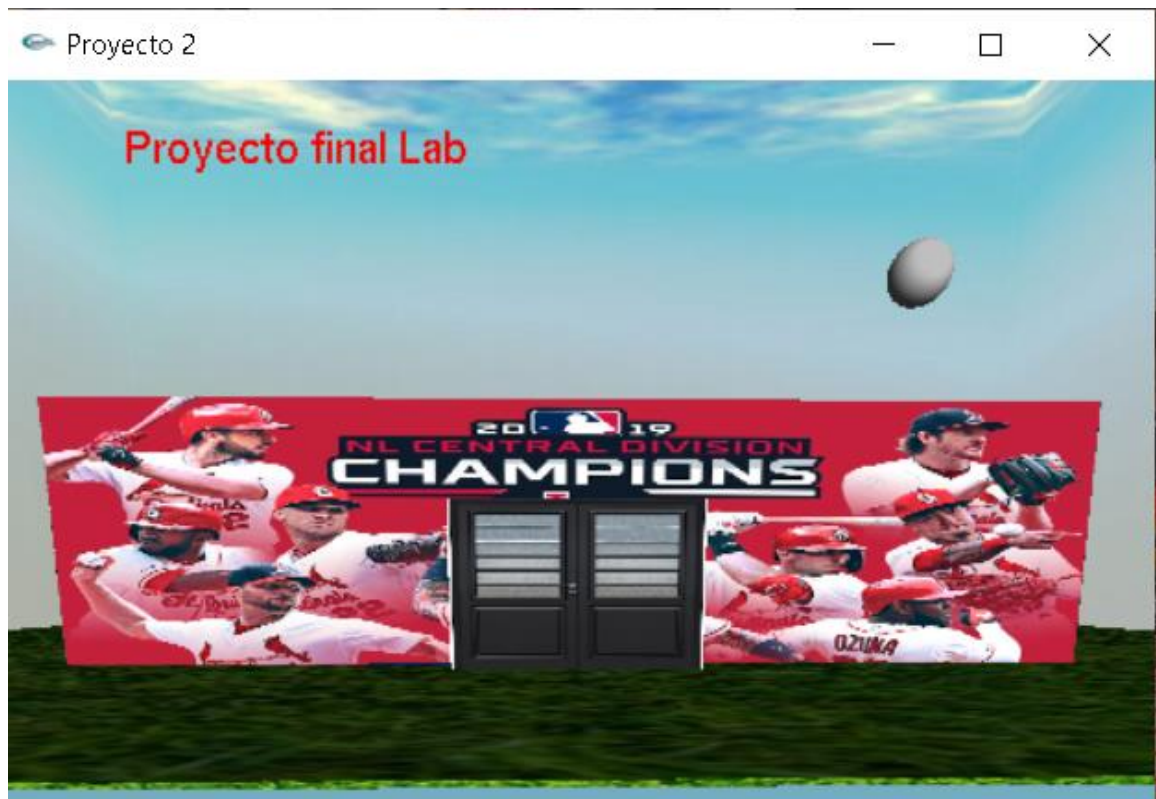 Proyecto 2
Proyecto final Lab
20 19
NL CENTRAL DIVISION
CHAMPIONS
OZUNA